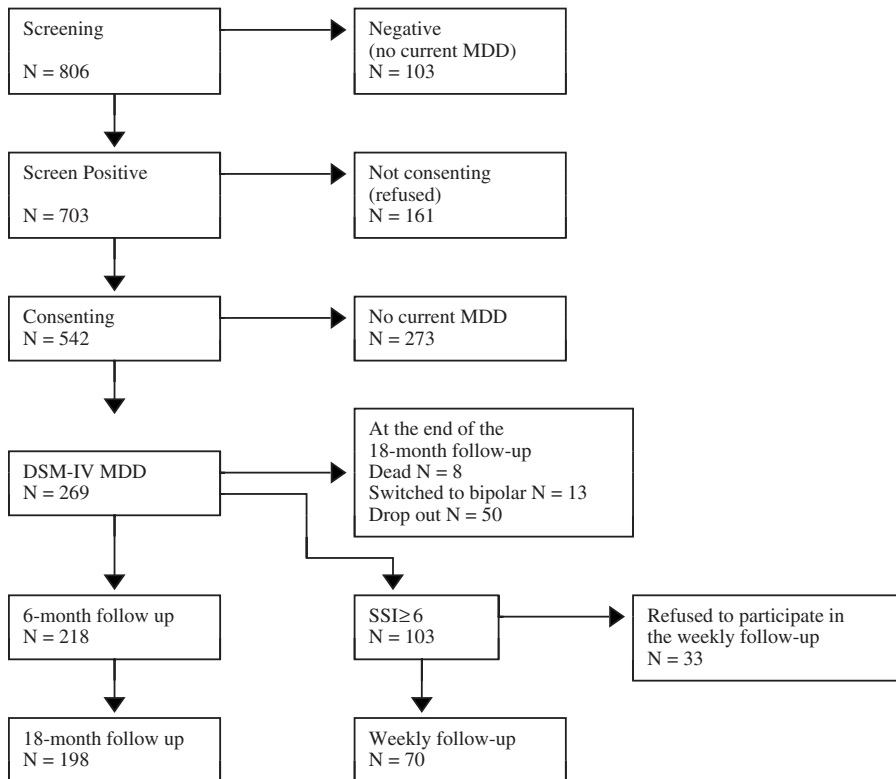 Screening
N = 806
Negative
(no current MDD)
N = 103
Screen Positive
N = 703
Not consenting
(refused)
N = 161
Consenting
N = 542
No current MDD
N = 273
DSM-IV MDD
N = 269
At the end of the
18-month follow-up
Dead N = 8
Switched to bipolar N = 13
Drop out N = 50
6-month follow up
N = 218
SSI≥6
N = 103
Refused to participate in
the weekly follow-up
N = 33
18-month follow up
N = 198
Weekly follow-up
N = 70